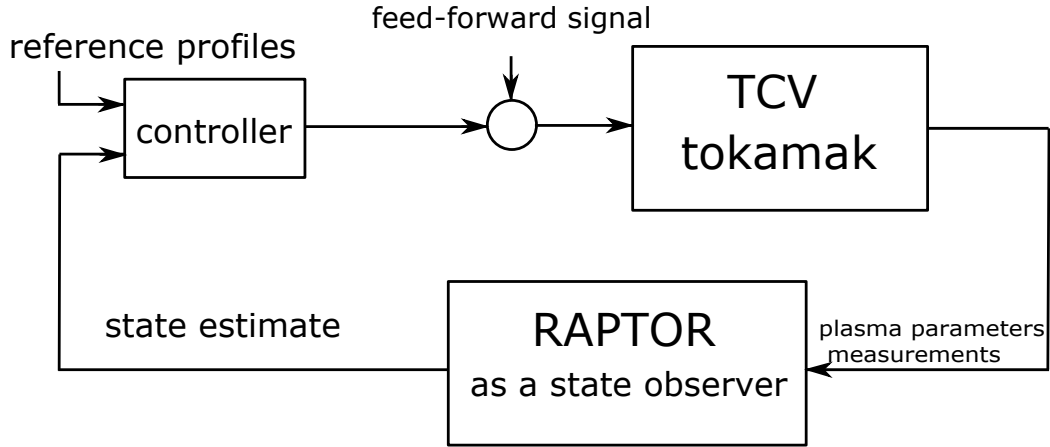 feed-forward signal
reference profiles
controller
TCV
tokamak
RAPTOR
as a state observer
plasma parameters
measurements
state estimate